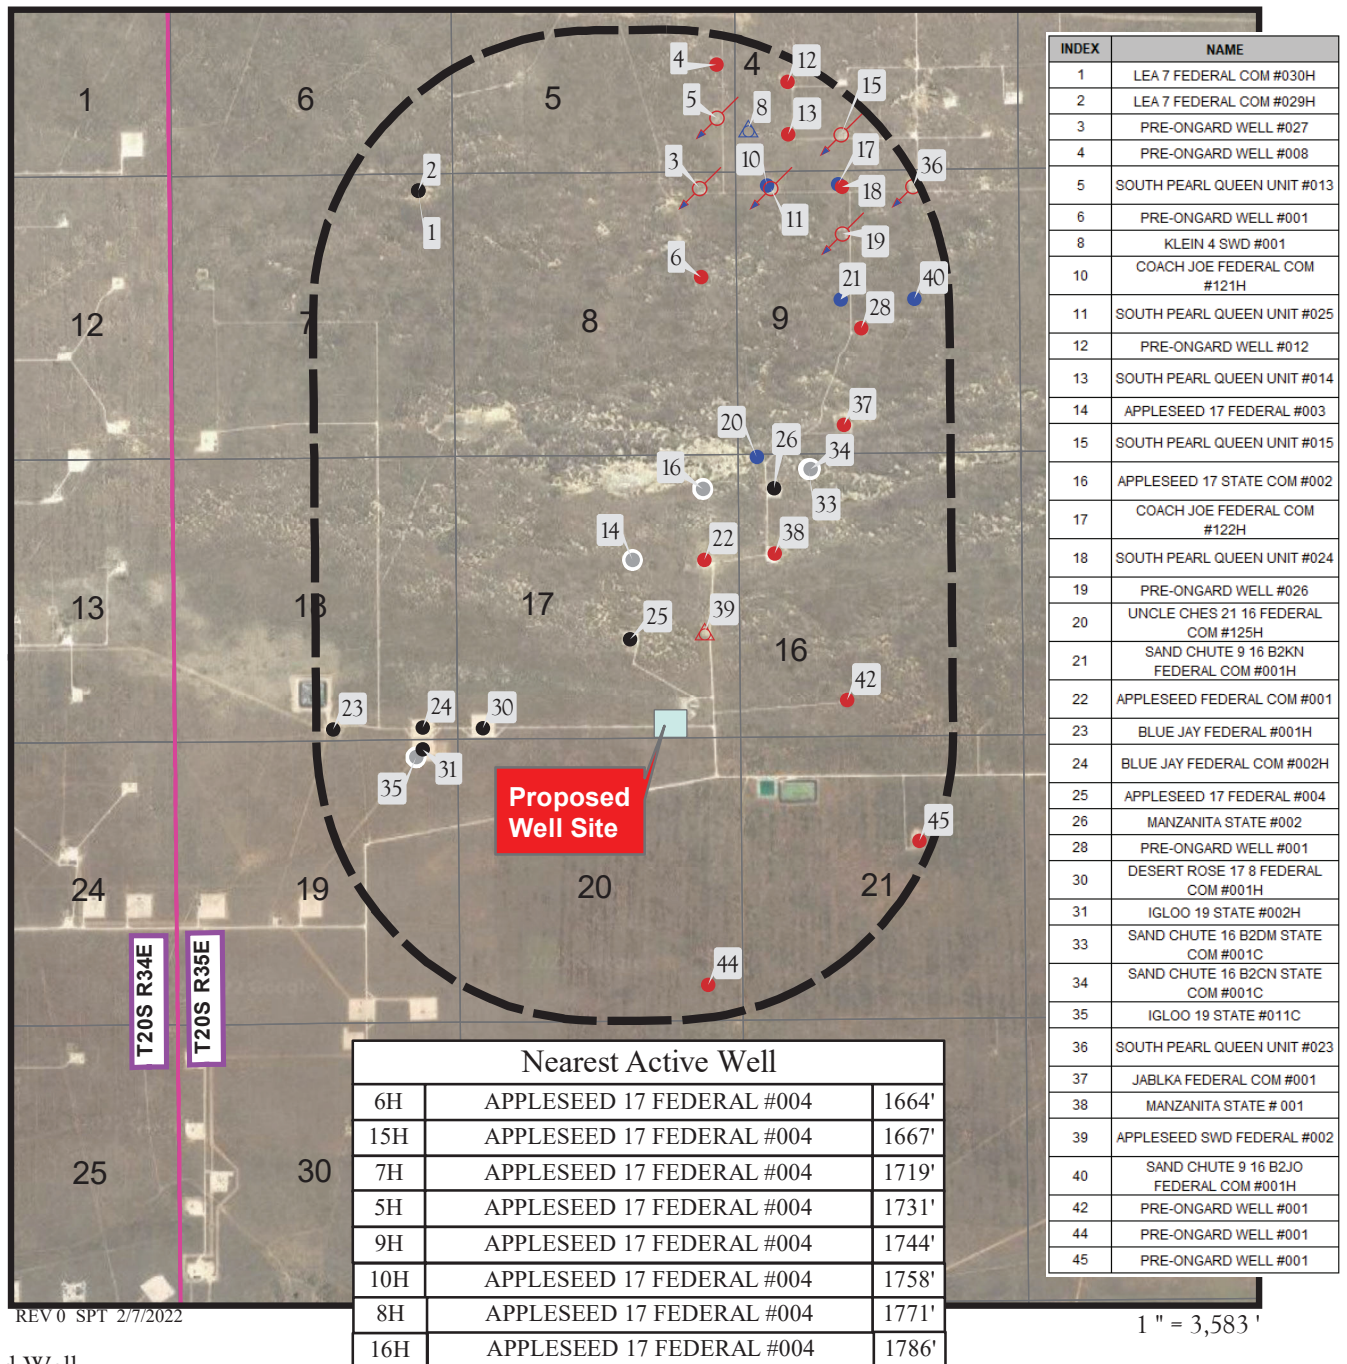 1
6
5
4
4
12
5
8
13
15
3
10
17
36
2
11
18
1
19
6
21
40
12
7
8
9
28
37
20
26
34
16
33
14
22
38
13
18
17
25
39
16
42
23
24
30
35
31
Proposed
Well Site
45
24
19
20
21
T20S R34E
T20S R35E
44
25
30
INDEX NAME
1 LEA 7 FEDERAL COM #030H
2 LEA 7 FEDERAL COM #029H
3 PRE-ONGARD WELL #027
4 PRE-ONGARD WELL #008
5 SOUTH PEARL QUEEN UNIT #013
6 PRE-ONGARD WELL #001
8 KLEIN 4 SWD #001
10 COACH JOE FEDERAL COM
#121H
11 SOUTH PEARL QUEEN UNIT #025
12 PRE-ONGARD WELL #012
13 SOUTH PEARL QUEEN UNIT #014
14 APPLESEED 17 FEDERAL #003
15 SOUTH PEARL QUEEN UNIT #015
16 APPLESEED 17 STATE COM #002
17 COACH JOE FEDERAL COM
#122H
18 SOUTH PEARL QUEEN UNIT #024
19 PRE-ONGARD WELL #026
20 UNCLE CHES 21 16 FEDERAL
COM #125H
21 SAND CHUTE 9 16 B2KN
FEDERAL COM #001H
22 APPLESEED FEDERAL COM #001
23 BLUE JAY FEDERAL #001H
24 BLUE JAY FEDERAL COM #002H
25 APPLESEED 17 FEDERAL #004
26 MANZANITA STATE #002
28 PRE-ONGARD WELL #001
30 DESERT ROSE 17 8 FEDERAL
COM #001H
31 IGLOO 19 STATE #002H
33 SAND CHUTE 16 B2DM STATE
COM #001C
34 SAND CHUTE 16 B2CN STATE
COM #001C
35 IGLOO 19 STATE #011C
36 SOUTH PEARL QUEEN UNIT #023
37 JABLKA FEDERAL COM #001
38 MANZANITA STATE # 001
39 APPLESEED SWD FEDERAL #002
40 SAND CHUTE 9 16 B2JO
FEDERAL COM #001H
42 PRE-ONGARD WELL #001
44 PRE-ONGARD WELL #001
45 PRE-ONGARD WELL #001
Nearest Active Well
6H APPLESEED 17 FEDERAL #004 1664'
15H APPLESEED 17 FEDERAL #004 1667'
7H APPLESEED 17 FEDERAL #004 1719'
5H APPLESEED 17 FEDERAL #004 1731'
9H APPLESEED 17 FEDERAL #004 1744'
10H APPLESEED 17 FEDERAL #004 1758'
8H APPLESEED 17 FEDERAL #004 1771'
16H APPLESEED 17 FEDERAL #004 1786'
REV 0 SPT 2/7/2022
1 " = 3,583 '